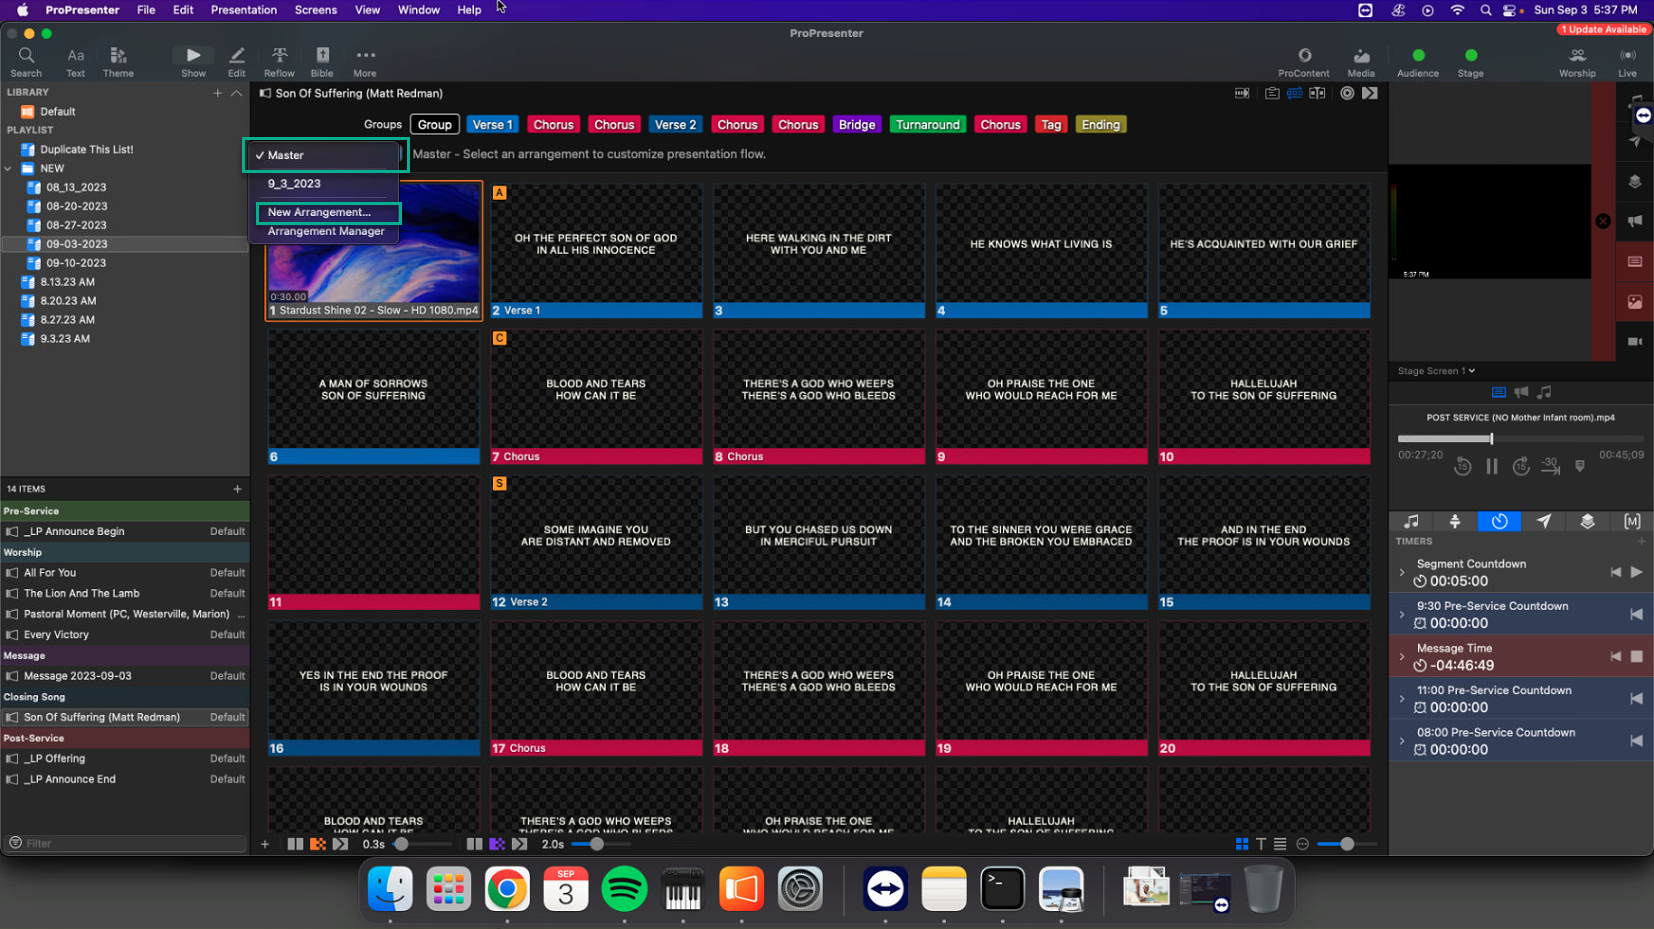 ProPresenter File Edit Presentation Screens View Window Help
Sun Sep 3 5:37 PM
ProPresenter
1 Update Available
Search Text Theme Show Edit Reflow Bible More
ProContent Media Audience Stage Worship Live
LIBRARY
Default
PLAYLIST
Duplicate This List!
NEW
08_13_2023
08-20-2023
08-27-2023
09-03-2023
09-10-2023
8.13.23 AM
8.20.23 AM
8.27.23 AM
9.3.23 AM
14 ITEMS
Pre-Service
_LP Announce Begin Default
Worship
All For You Default
The Lion And The Lamb Default
Pastoral Moment (PC, Westerville, Marion) ...
Every Victory Default
Message
Message 2023-09-03 Default
Closing Song
Son Of Suffering (Matt Redman) Default
Post-Service
_LP Offering Default
_LP Announce End Default
Filter
Son Of Suffering (Matt Redman)
Groups Group Verse 1 Chorus Chorus Verse 2 Chorus Chorus Bridge Turnaround Chorus Tag Ending
✓ Master
Master - Select an arrangement to customize presentation flow.
9_3_2023
New Arrangement...
Arrangement Manager
0:30.00
1 Stardust Shine 02 - Slow - HD 1080.mp4
A
OH THE PERFECT SON OF GOD
IN ALL HIS INNOCENCE
2 Verse 1
HERE WALKING IN THE DIRT
WITH YOU AND ME
3
HE KNOWS WHAT LIVING IS
4
HE'S ACQUAINTED WITH OUR GRIEF
5
A MAN OF SORROWS
SON OF SUFFERING
6
C
BLOOD AND TEARS
HOW CAN IT BE
7 Chorus
THERE'S A GOD WHO WEEPS
THERE'S A GOD WHO BLEEDS
8 Chorus
OH PRAISE THE ONE
WHO WOULD REACH FOR ME
9
HALLELUJAH
TO THE SON OF SUFFERING
10
11
S
SOME IMAGINE YOU
ARE DISTANT AND REMOVED
12 Verse 2
BUT YOU CHASED US DOWN
IN MERCIFUL PURSUIT
13
TO THE SINNER YOU WERE GRACE
AND THE BROKEN YOU EMBRACED
14
AND IN THE END
THE PROOF IS IN YOUR WOUNDS
15
YES IN THE END THE PROOF
IS IN YOUR WOUNDS
16
BLOOD AND TEARS
HOW CAN IT BE
17 Chorus
THERE'S A GOD WHO WEEPS
THERE'S A GOD WHO BLEEDS
18
OH PRAISE THE ONE
WHO WOULD REACH FOR ME
19
HALLELUJAH
TO THE SON OF SUFFERING
20
BLOOD AND TEARS
HOW CAN IT BE
THERE'S A GOD WHO WEEPS
THERE'S A GOD WHO BLEEDS
OH PRAISE THE ONE
WHO WOULD REACH FOR ME
HALLELUJAH
TO THE SON OF SUFFERING
0.3s
2.0s
5:37 PM
Stage Screen 1
POST SERVICE (NO Mother Infant room).mp4
00:27;20
15
15
-30
00:45;09
[M]
TIMERS
Segment Countdown
00:05:00
9:30 Pre-Service Countdown
00:00:00
Message Time
-04:46:49
11:00 Pre-Service Countdown
00:00:00
08:00 Pre-Service Countdown
00:00:00
SEP
3